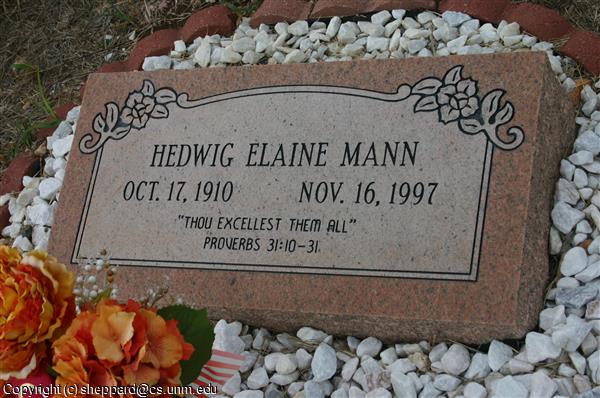 HEDWIG ELAINE MANN
OCT. 17, 1910 NOV. 16, 1997
"THOU EXCELLEST THEM ALL"
PROVERBS 31:10-31
copyright (c) sheppard@cs.unm.edu